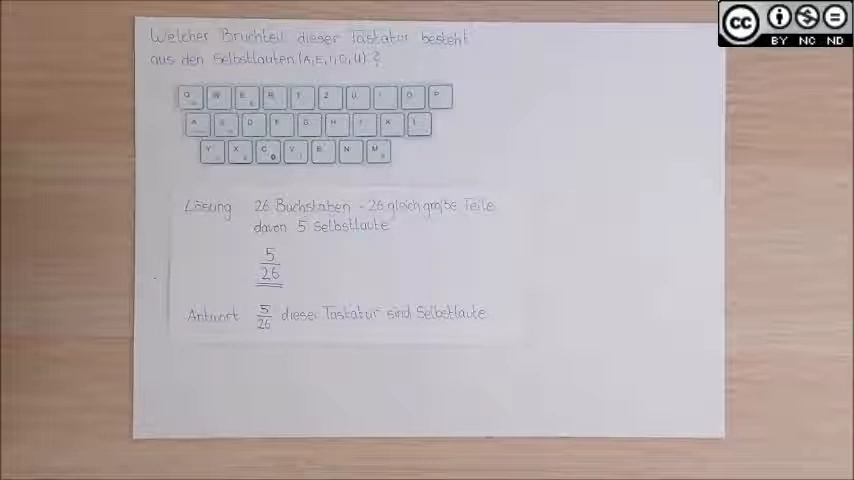 Welcher Bruchteil dieser Tastatur besteht
aus den Selbstlauten (A, E, I, O, U) ?
Q W E R T Z U I O P
A S D F G H J K L
Y X C V B N M
Lösung 26 Buchstaben - 26 gleich große Teile
davon 5 Selbstlaute
5
26
Antwort 5/26 dieser Tastatur sind Selbstlaute
CC
BY NC ND